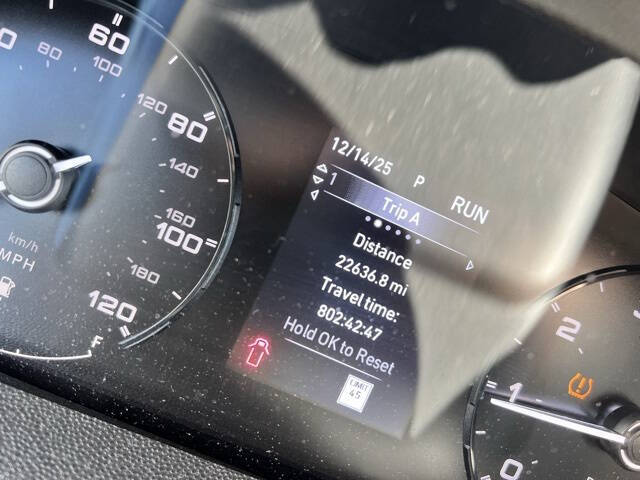 60
80
100
120
80
100
120
140
160
180
km/h
MPH
F
12/14/25
P
RUN
1
Trip A
Distance
22636.8 mi
Travel time:
802:42:47
Hold OK to Reset
LIMIT
45
2
1
0